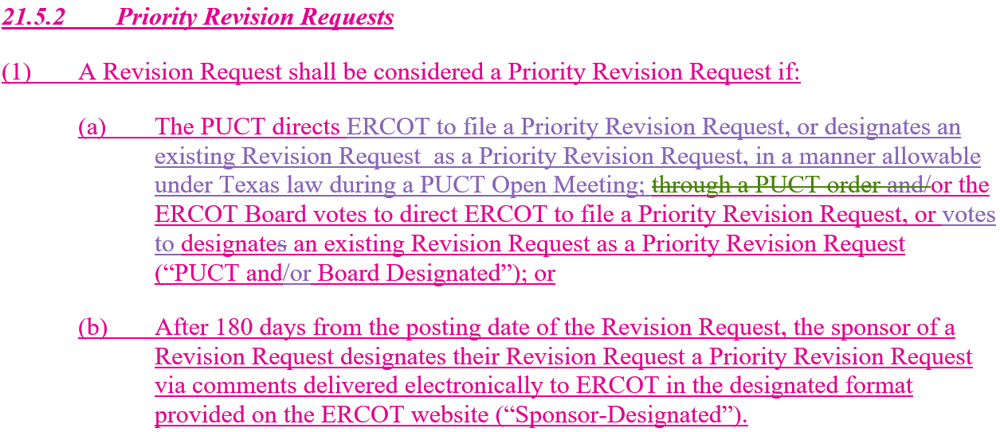 21.5.2 Priority Revision Requests
(1) A Revision Request shall be considered a Priority Revision Request if:
(a) The PUCT directs ERCOT to file a Priority Revision Request, or designates an
existing Revision Request  as a Priority Revision Request, in a manner allowable
under Texas law during a PUCT Open Meeting; through a PUCT order and/or the
ERCOT Board votes to direct ERCOT to file a Priority Revision Request, or votes
to designates an existing Revision Request as a Priority Revision Request
(“PUCT and/or Board Designated”); or
(b) After 180 days from the posting date of the Revision Request, the sponsor of a
Revision Request designates their Revision Request a Priority Revision Request
via comments delivered electronically to ERCOT in the designated format
provided on the ERCOT website (“Sponsor-Designated”).